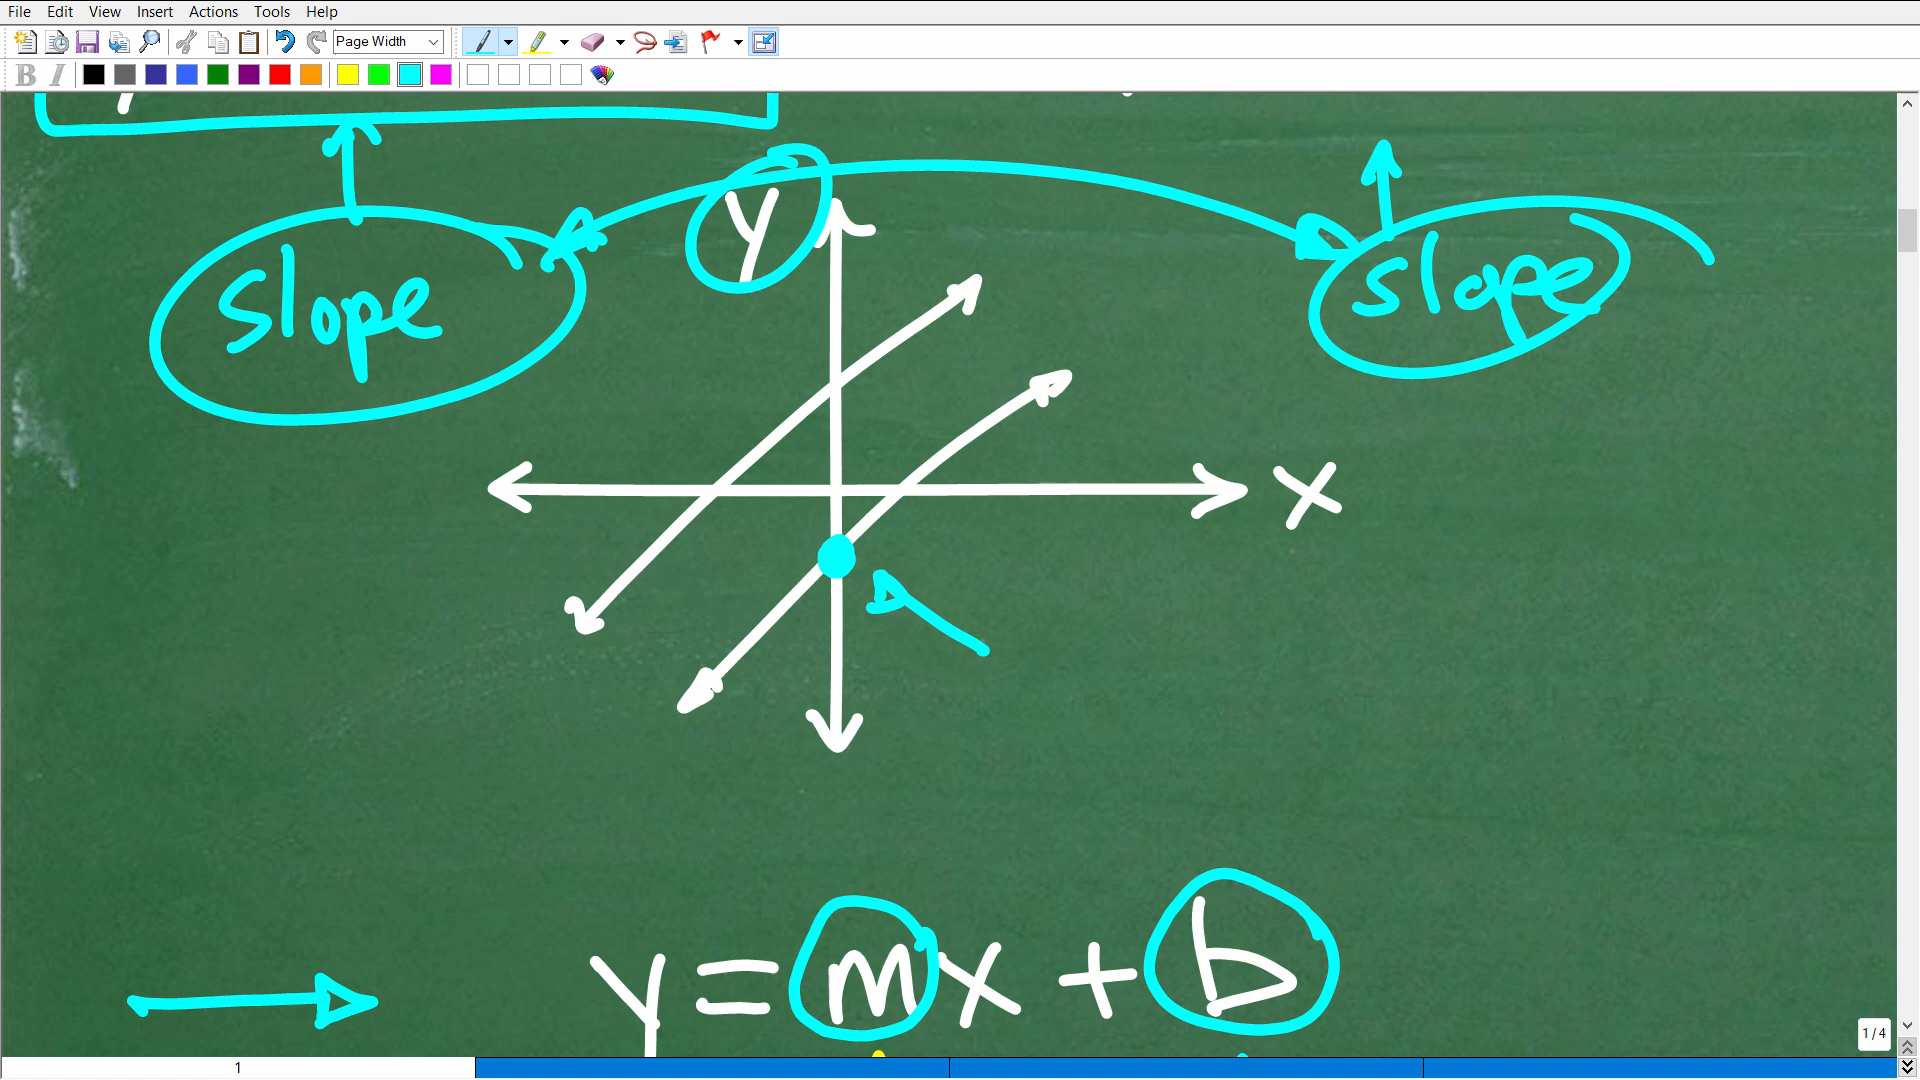 File Edit View Insert Actions Tools Help
Page Width
B I
y
slope
slope
x
y = mx + b
1 / 4
1